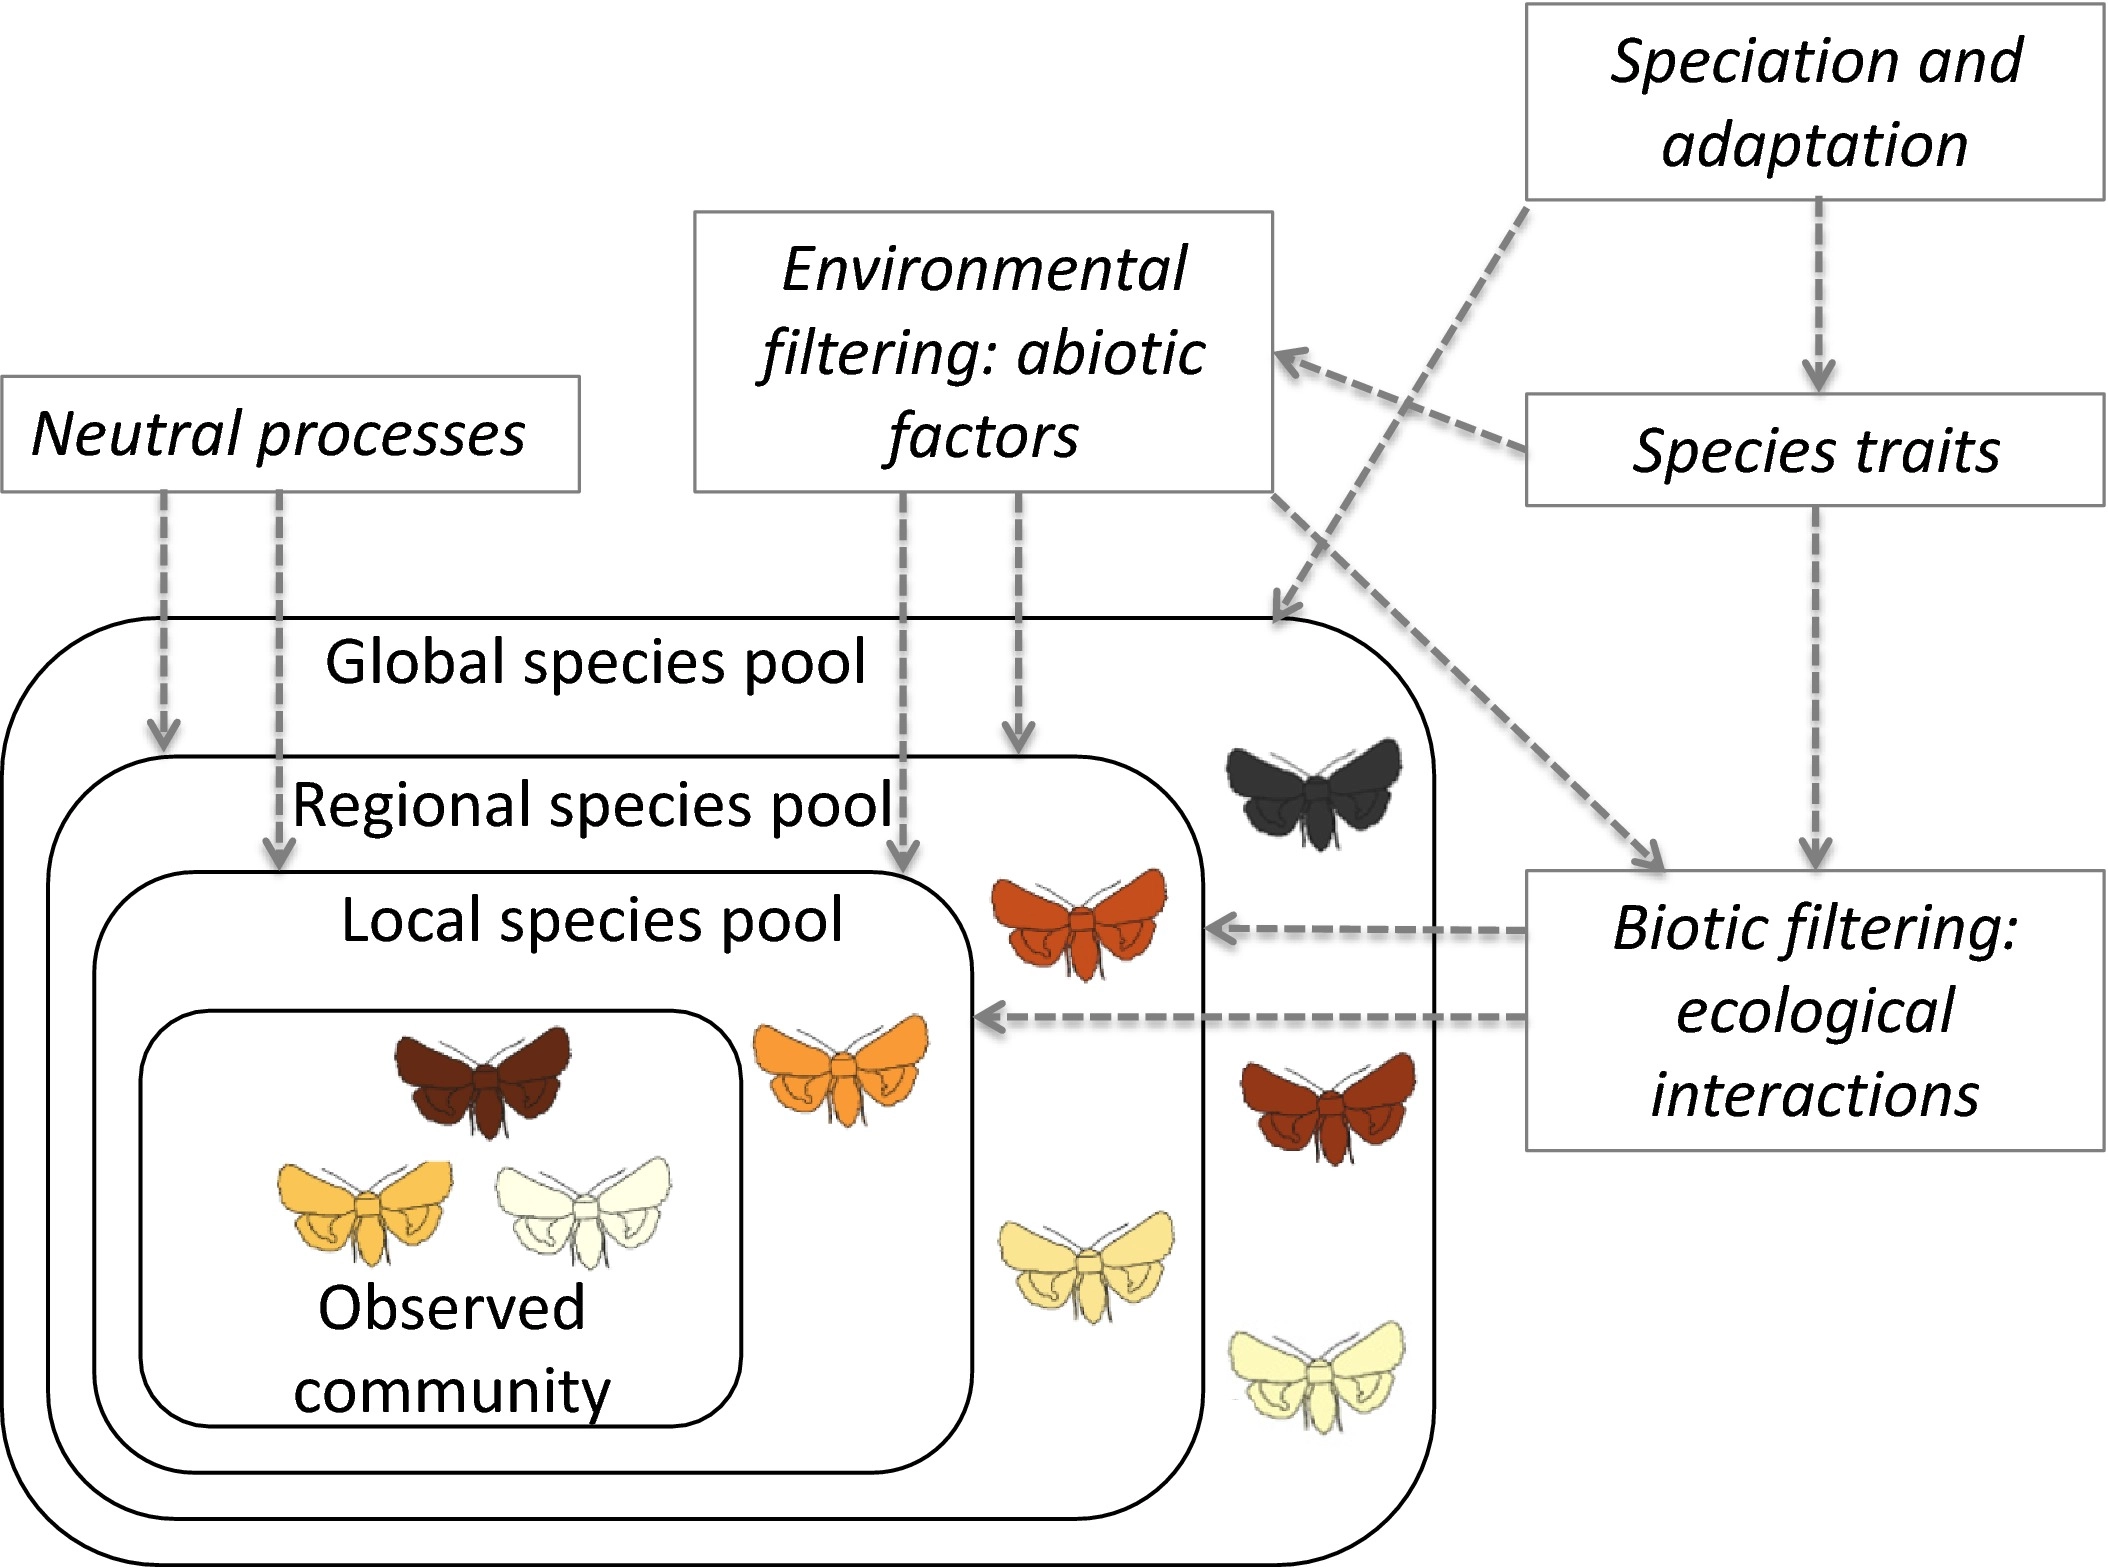 Speciation and
adaptation
Environmental
filtering: abiotic
factors
Neutral processes
Species traits
Global species pool
Regional species pool
Local species pool
Biotic filtering:
ecological
interactions
Observed
community